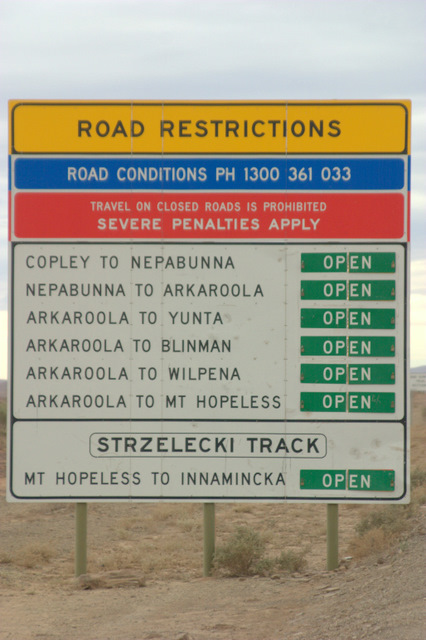 ROAD RESTRICTIONS
ROAD CONDITIONS PH 1300 361 033
TRAVEL ON CLOSED ROADS IS PROHIBITED
SEVERE PENALTIES APPLY
COPLEY TO NEPABUNNA OPEN
NEPABUNNA TO ARKAROOLA OPEN
ARKAROOLA TO YUNTA OPEN
ARKAROOLA TO BLINMAN OPEN
ARKAROOLA TO WILPENA OPEN
ARKAROOLA TO MT HOPELESS OPEN
STRZELECKI TRACK
MT HOPELESS TO INNAMINCKA OPEN